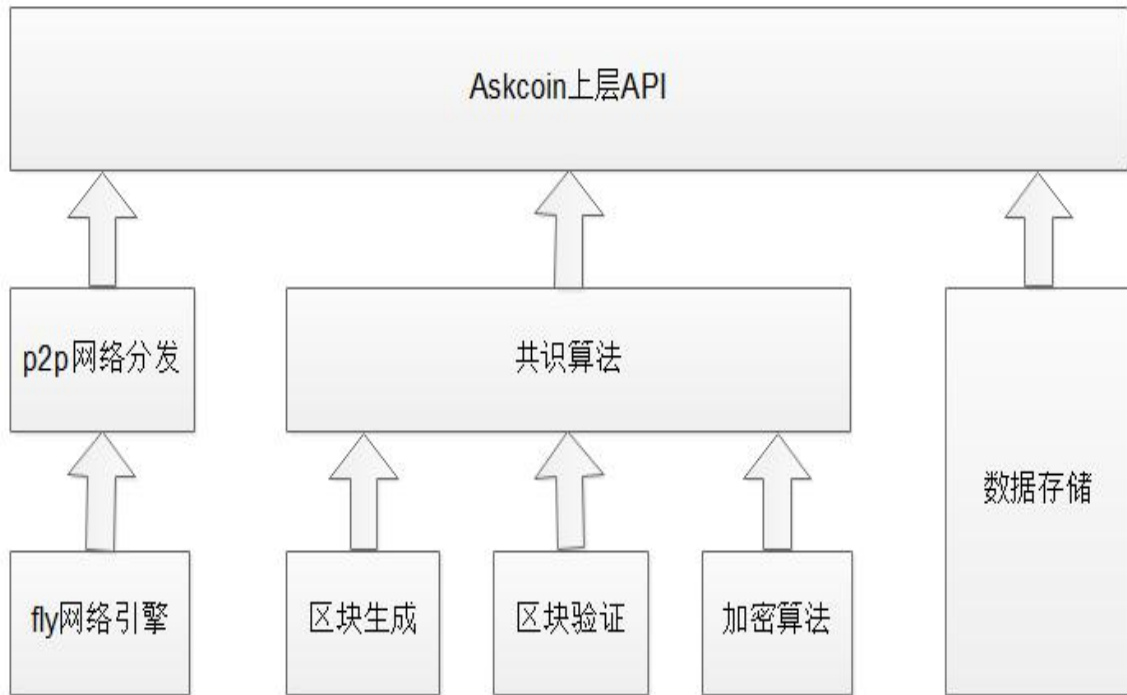 Askcoin上层API
p2p网络分发
共识算法
数据存储
fly网络引擎
区块生成
区块验证
加密算法